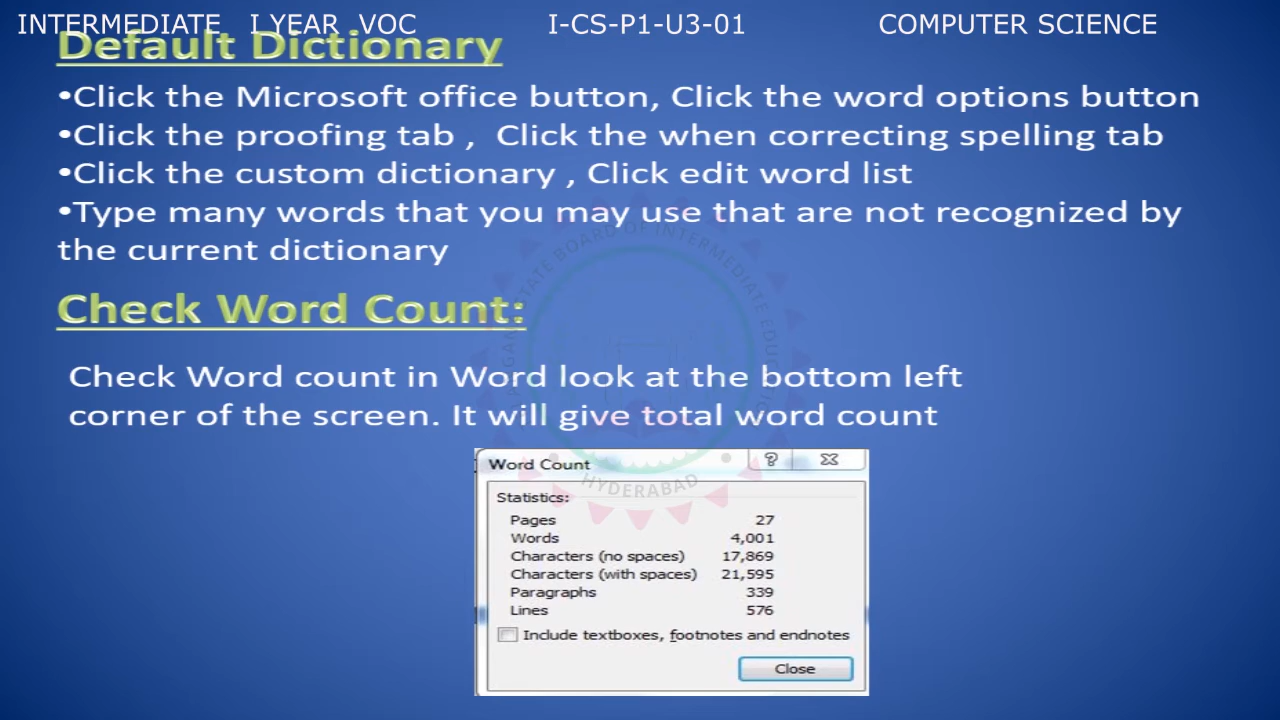 INTERMEDIATE I YEAR VOC I-CS-P1-U3-01 COMPUTER SCIENCE
Default Dictionary
•Click the Microsoft office button, Click the word options button
•Click the proofing tab , Click the when correcting spelling tab
•Click the custom dictionary , Click edit word list
•Type many words that you may use that are not recognized by
the current dictionary
Check Word Count:
Check Word count in Word look at the bottom left
corner of the screen. It will give total word count
Word Count
Statistics:
Pages 27
Words 4,001
Characters (no spaces) 17,869
Characters (with spaces) 21,595
Paragraphs 339
Lines 576
Include textboxes, footnotes and endnotes
Close
STATE BOARD OF INTERMEDIATE
HYDERABAD